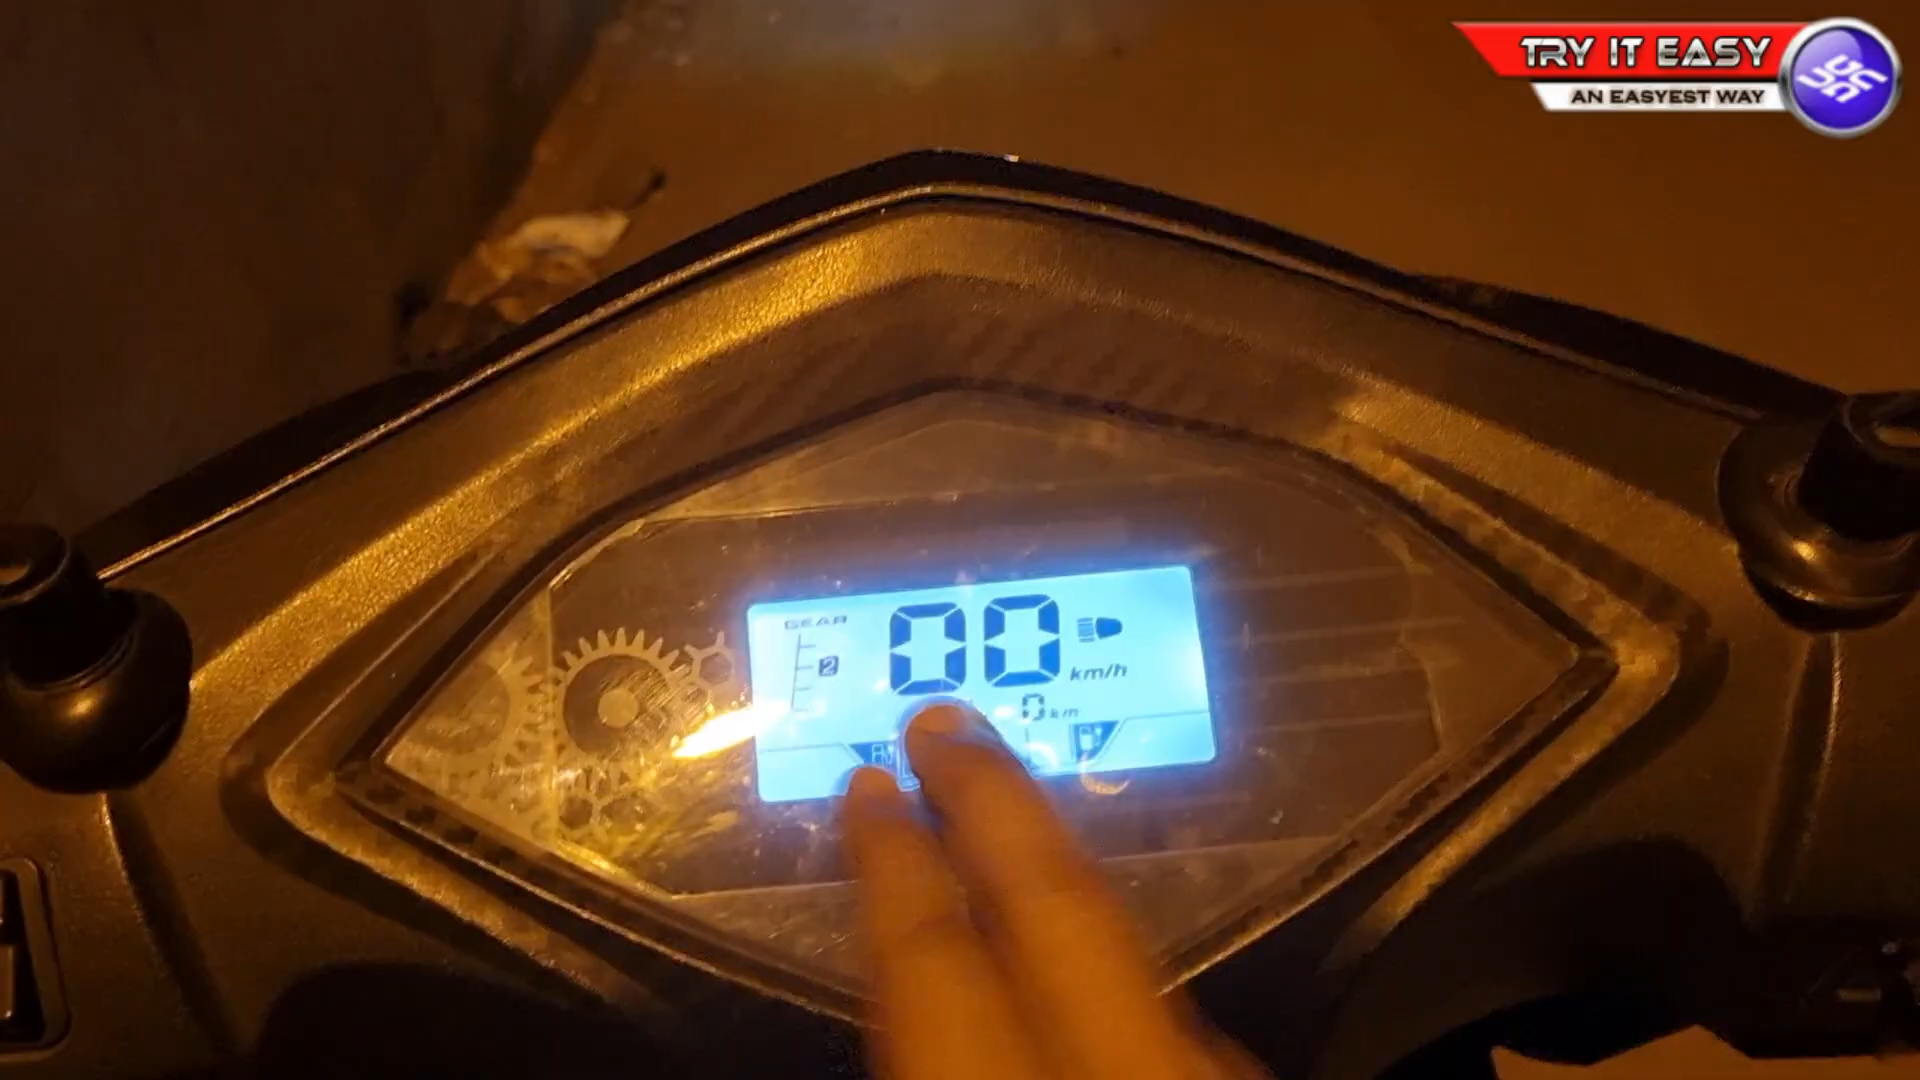 TRY IT EASY
AN EASYEST WAY
GEAR
2
00
km/h
0 km